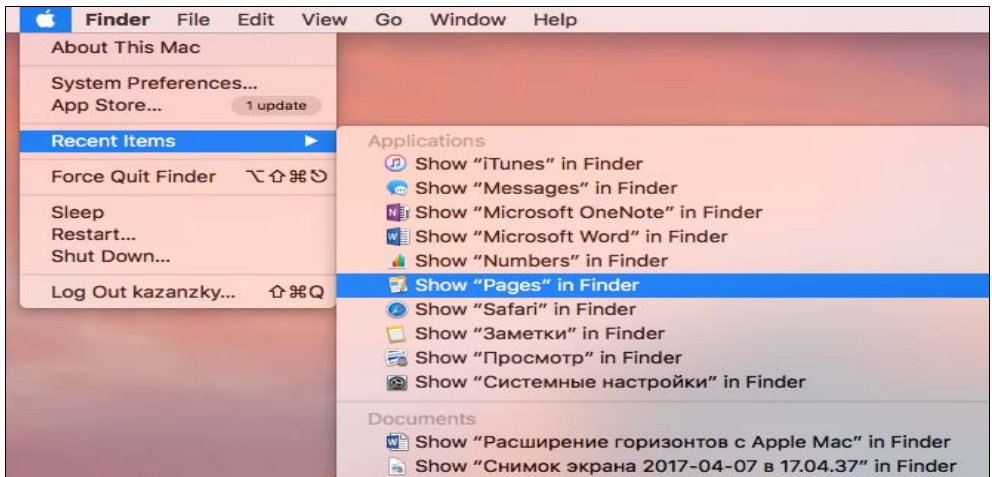 Finder File Edit View Go Window Help
About This Mac
System Preferences...
App Store... 1 update
Recent Items ▶
Force Quit Finder ⌥⇧⌘⎋
Sleep
Restart...
Shut Down...
Log Out kazanzky... ⇧⌘Q
Applications
Show “iTunes” in Finder
Show “Messages” in Finder
Show “Microsoft OneNote” in Finder
Show “Microsoft Word” in Finder
Show “Numbers” in Finder
Show “Pages” in Finder
Show “Safari” in Finder
Show “Заметки” in Finder
Show “Просмотр” in Finder
Show “Системные настройки” in Finder
Documents
Show “Расширение горизонтов с Apple Mac” in Finder
Show “Снимок экрана 2017-04-07 в 17.04.37” in Finder